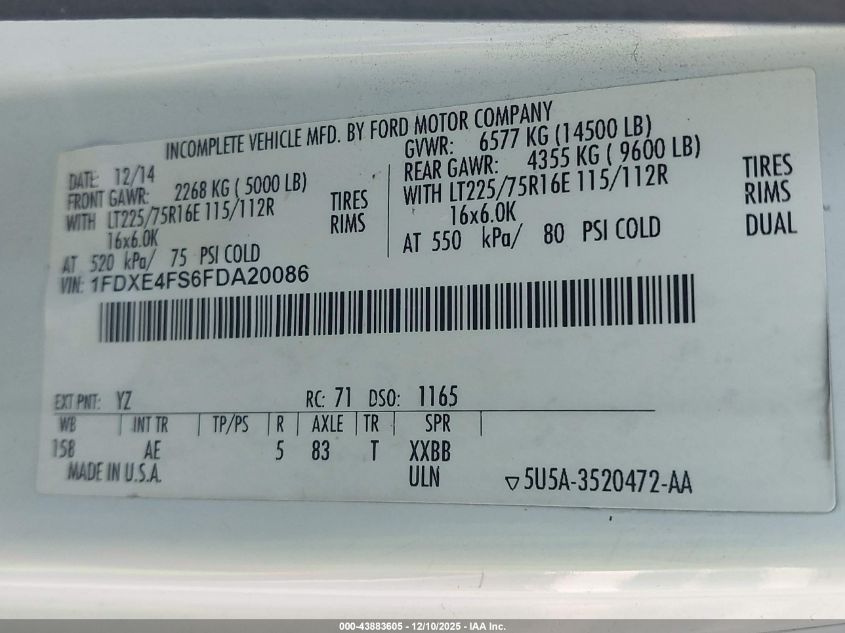 INCOMPLETE VEHICLE MFD. BY FORD MOTOR COMPANY
DATE: 12/14
FRONT GAWR: 2268 KG ( 5000 LB)
WITH LT225/75R16E 115/112R TIRES
16x6.0K RIMS
AT 520 kPa/ 75 PSI COLD
GVWR: 6577 KG (14500 LB)
REAR GAWR: 4355 KG ( 9600 LB)
WITH LT225/75R16E 115/112R TIRES
16x6.0K RIMS
AT 550 kPa/ 80 PSI COLD DUAL
VIN: 1FDXE4FS6FDA20086
EXT PNT: YZ RC: 71 DSO: 1165
WB INT TR TP/PS R AXLE TR SPR
158 AE 5 83 T XXBB
MADE IN U.S.A. ULN ▽5U5A-3520472-AA
000-43883605 - 12/10/2025 - IAA Inc.